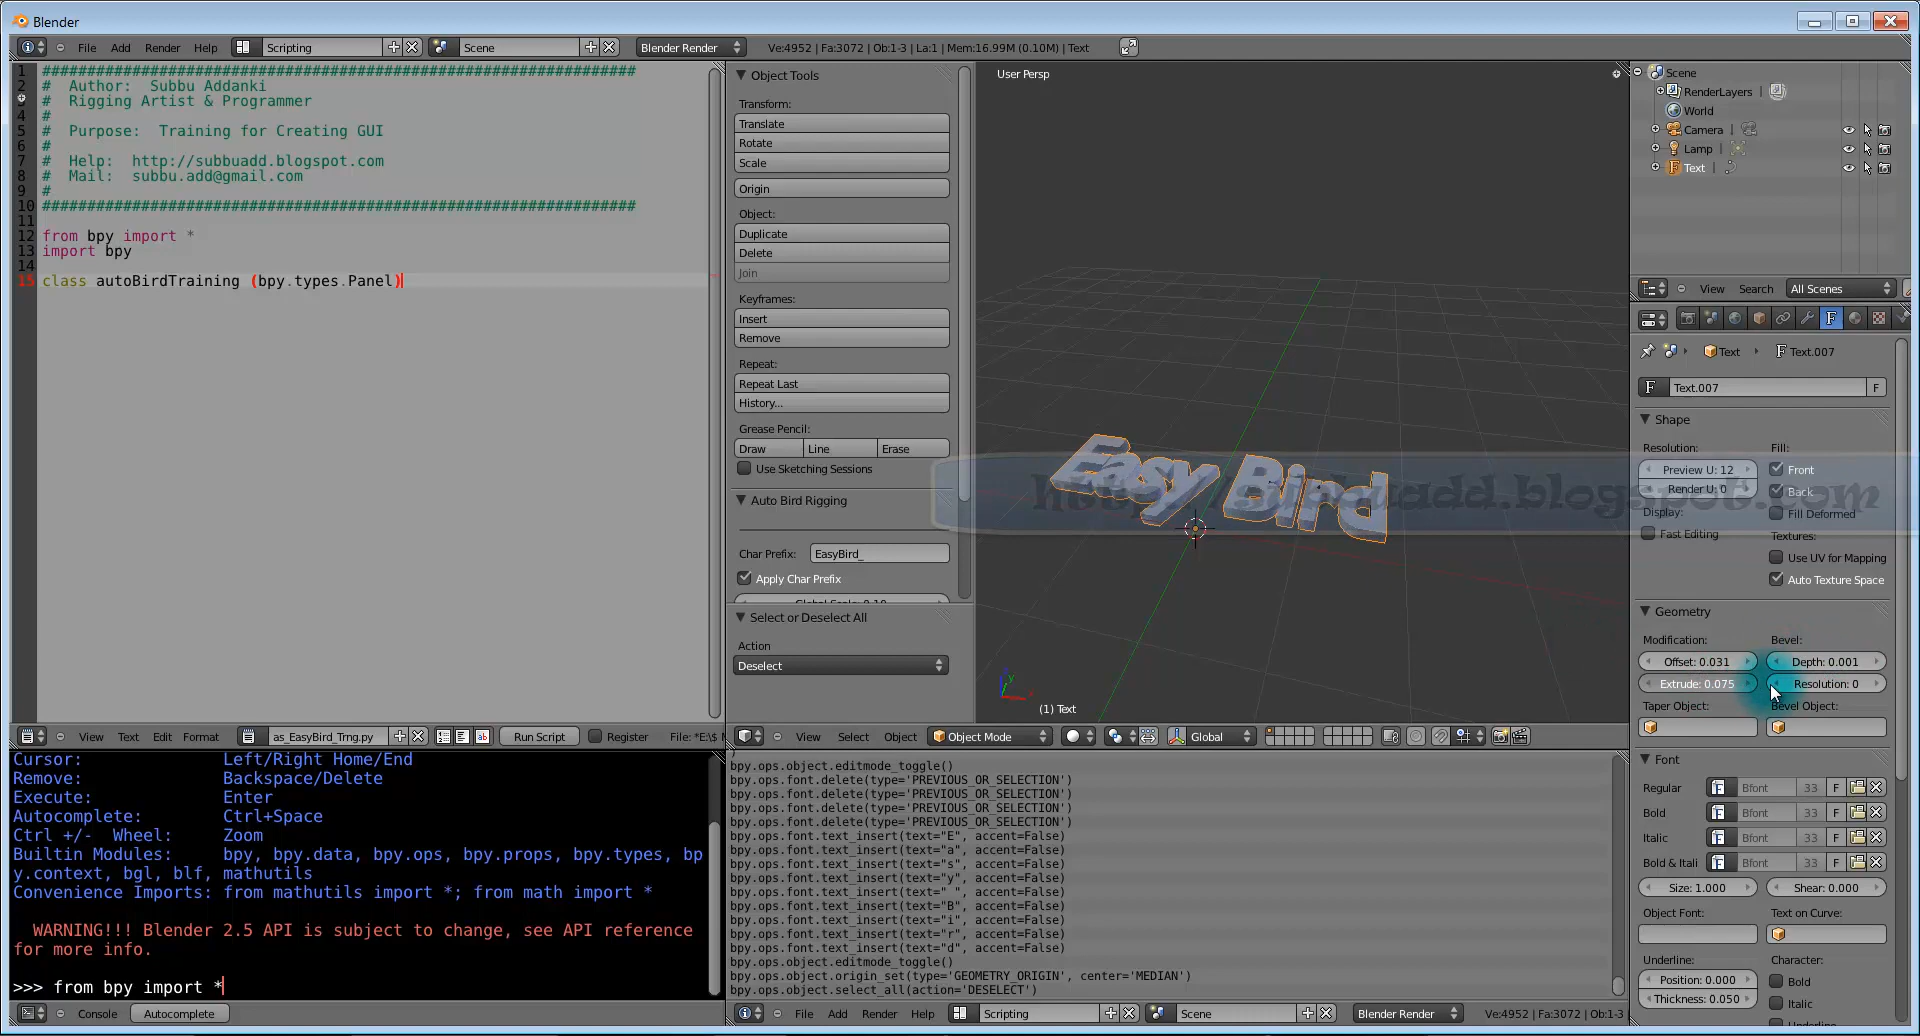 Blender
File Add Render Help Scripting Scene Blender Render Ve:4952 | Fa:3072 | Ob:1-3 | La:1 | Mem:16.99M (0.10M) | Text
1 ##################################################################
2 # Author: Subbu Addanki
# Rigging Artist & Programmer
4 #
5 # Purpose: Training for Creating GUI
6 #
7 # Help: http://subbuadd.blogspot.com
8 # Mail: subbu.add@gmail.com
9 #
10 ##################################################################
11
12 from bpy import *
13 import bpy
14
15 class autoBirdTraining (bpy.types.Panel)
View Text Edit Format as_EasyBird_Trng.py Run Script Register File: *E:\$
Cursor: Left/Right Home/End
Remove: Backspace/Delete
Execute: Enter
Autocomplete: Ctrl+Space
Ctrl +/- Wheel: Zoom
Builtin Modules: bpy, bpy.data, bpy.ops, bpy.props, bpy.types, bp
y.context, bgl, blf, mathutils
Convenience Imports: from mathutils import *; from math import *
WARNING!!! Blender 2.5 API is subject to change, see API reference
for more info.
>>> from bpy import *
Console Autocomplete
Object Tools
Transform:
Translate
Rotate
Scale
Origin
Object:
Duplicate
Delete
Join
Keyframes:
Insert
Remove
Repeat:
Repeat Last
History...
Grease Pencil:
Draw Line Erase
Use Sketching Sessions
Auto Bird Rigging
Char Prefix: EasyBird_
Apply Char Prefix
Global Scale: 0.10
Select or Deselect All
Action
Deselect
User Persp
Easy Bird
http://subbuadd.blogspot.com
y
x
(1) Text
View Select Object Object Mode Global
bpy.ops.object.editmode_toggle()
bpy.ops.font.delete(type='PREVIOUS_OR_SELECTION')
bpy.ops.font.delete(type='PREVIOUS_OR_SELECTION')
bpy.ops.font.delete(type='PREVIOUS_OR_SELECTION')
bpy.ops.font.delete(type='PREVIOUS_OR_SELECTION')
bpy.ops.font.text_insert(text="E", accent=False)
bpy.ops.font.text_insert(text="a", accent=False)
bpy.ops.font.text_insert(text="s", accent=False)
bpy.ops.font.text_insert(text="y", accent=False)
bpy.ops.font.text_insert(text=" ", accent=False)
bpy.ops.font.text_insert(text="B", accent=False)
bpy.ops.font.text_insert(text="i", accent=False)
bpy.ops.font.text_insert(text="r", accent=False)
bpy.ops.font.text_insert(text="d", accent=False)
bpy.ops.object.editmode_toggle()
bpy.ops.object.origin_set(type='GEOMETRY_ORIGIN', center='MEDIAN')
bpy.ops.object.select_all(action='DESELECT')
File Add Render Help Scripting Scene Blender Render Ve:4952 | Fa:3072 | Ob:1-3
Scene
RenderLayers
World
Camera
Lamp
Text
View Search All Scenes
Text Text.007
F Text.007 F
Shape
Resolution: Fill:
Preview U: 12 Front
Render U: 0 Back
Display: Fill Deformed
Fast Editing Textures:
Use UV for Mapping
Auto Texture Space
Geometry
Modification: Bevel:
Offset: 0.031 Depth: 0.001
Extrude: 0.075 Resolution: 0
Taper Object: Bevel Object:
Font
Regular Bfont 33 F
Bold Bfont 33 F
Italic Bfont 33 F
Bold & Itali Bfont 33 F
Size: 1.000 Shear: 0.000
Object Font: Text on Curve:
Underline: Character:
Position: 0.000 Bold
Thickness: 0.050 Italic